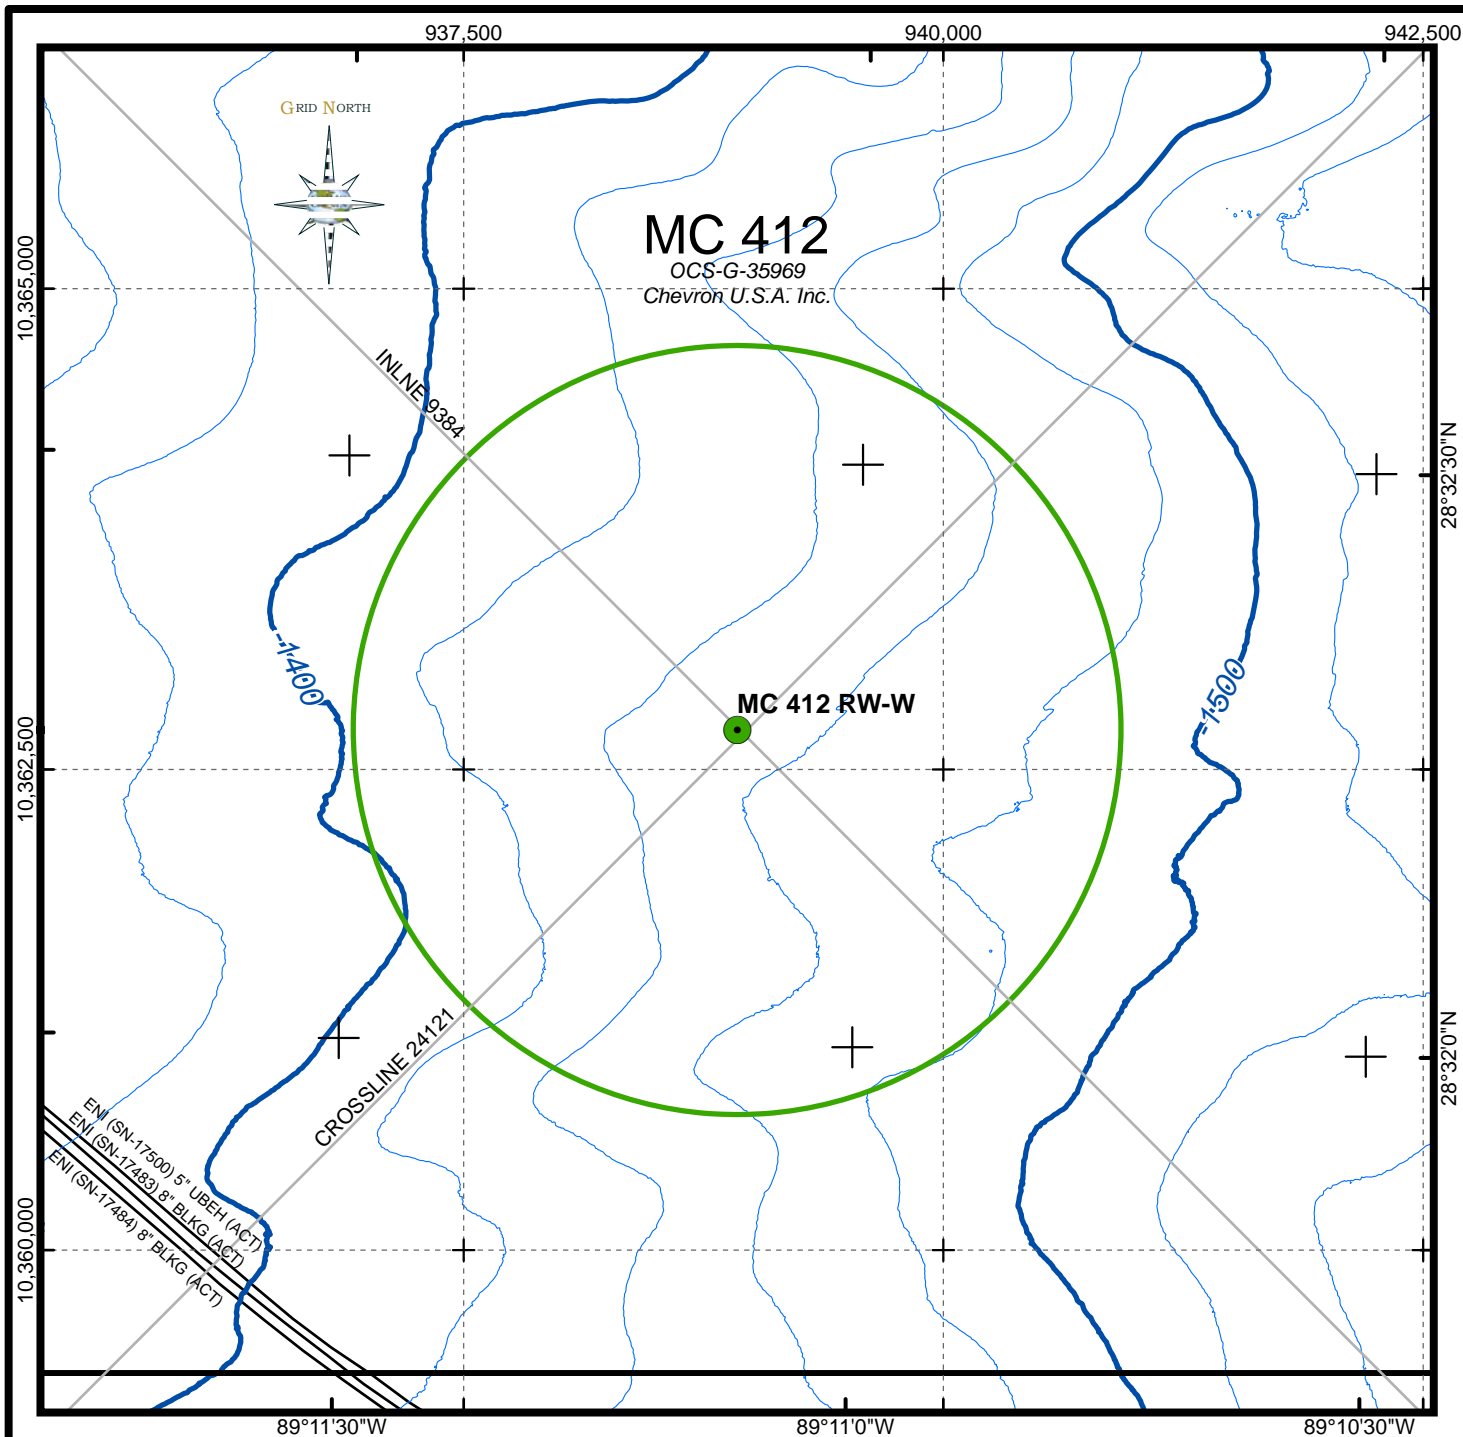 937,500
940,000
942,500
GRID NORTH
MC 412
OCS-G-35969
Chevron U.S.A. Inc.
10,365,000
INLNE 9384
28°32'30"N
-1400
MC 412 RW-W
-1500
10,362,500
CROSSLINE 24121
28°32'0"N
ENI (SN-17500) 5" UBEH (ACT)
ENI (SN-17483) 8" BLKG (ACT)
ENI (SN-17484) 8" BLKG (ACT)
10,360,000
89°11'30"W
89°11'0"W
89°10'30"W